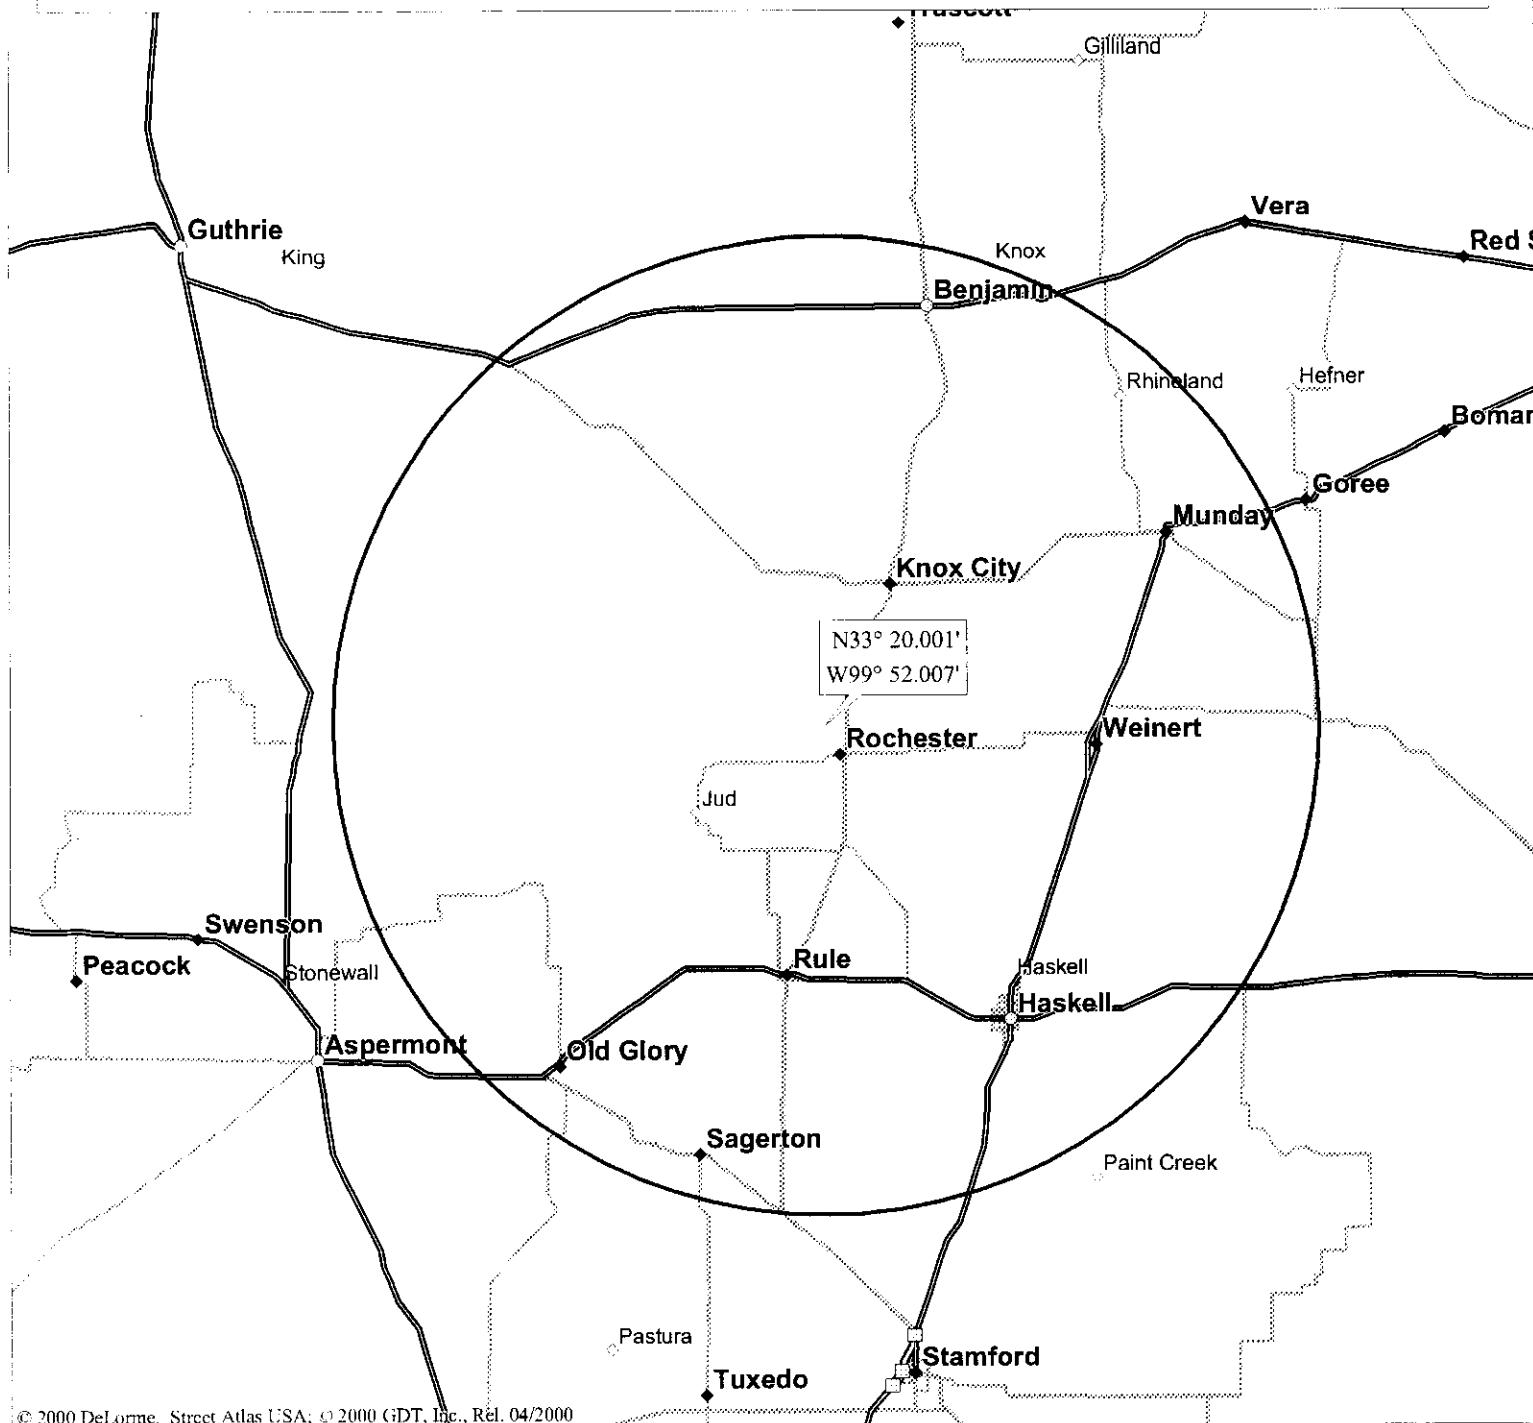 Truscott
Gilliland
Vera
Guthrie
Red
King
Knox
Benjamin
Rhineland
Hefner
Goree
Munday
Knox City
N33° 20.001'
W99° 52.007'
Rochester
Weinert
Jud
Swenson
Peacock
Stonewall
Rule
Haskell
Haskell
Aspermont
Old Glory
Sagerton
Paint Creek
Pastura
Stamford
Tuxedo
© 2000 DeLorme. Street Atlas USA; © 2000 GDT, Inc., Rel. 04/2000